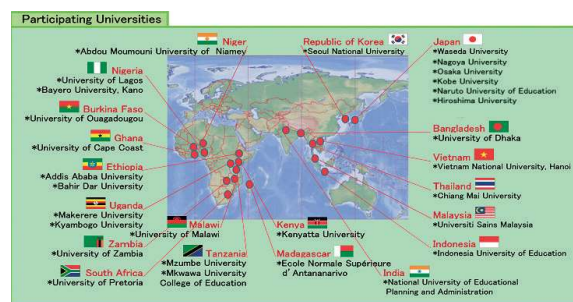 Participating Universities
Niger
*Abdou Moumouni University of Niamey
Republic of Korea
*Seoul National University
Japan
*Waseda University
*Nagoya University
*Osaka University
*Kobe University
*Naruto University of Education
*Hiroshima University
Nigeria
*University of Lagos
*Bayero University, Kano
Burkina Faso
*University of Ouagadougou
Ghana
*University of Cape Coast
Ethiopia
*Addis Ababa University
*Bahir Dar University
Uganda
*Makerere University
*Kyambogo University
Zambia
*University of Zambia
South Africa
*University of Pretoria
Malawi
*University of Malawi
Tanzania
*Mzumbe University
*Mkwawa University
College of Education
Kenya
*Kenyatta University
Madagascar
*Ecole Normale Supérieure
d' Antananarivo
Bangladesh
*University of Dhaka
Vietnam
*Vietnam National University, Hanoi
Thailand
*Chiang Mai University
Malaysia
*Universiti Sains Malaysia
Indonesia
*Indonesia University of Education
India
*National University of Educational
Planning and Administration